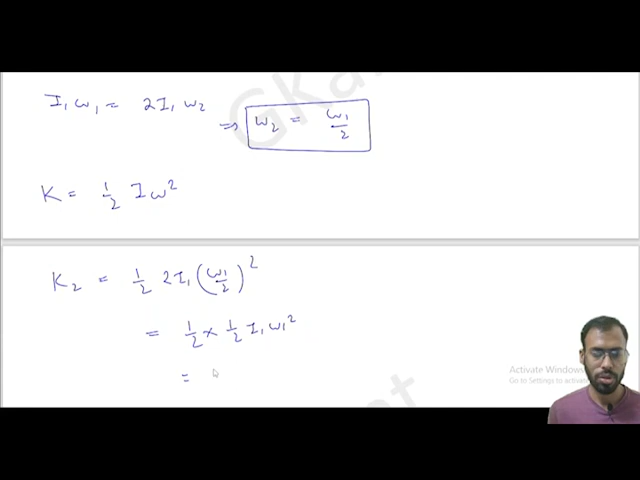 I₁ω₁ = 2I₁ω₂
⇒ ω₂ = ω₁/2
K = 1/2 Iω²
K₂ = 1/2 2I₁(ω₁/2)²
= 1/2 × 1/2 I₁ω₁²
=
Activate Windows
Go to Settings to activate